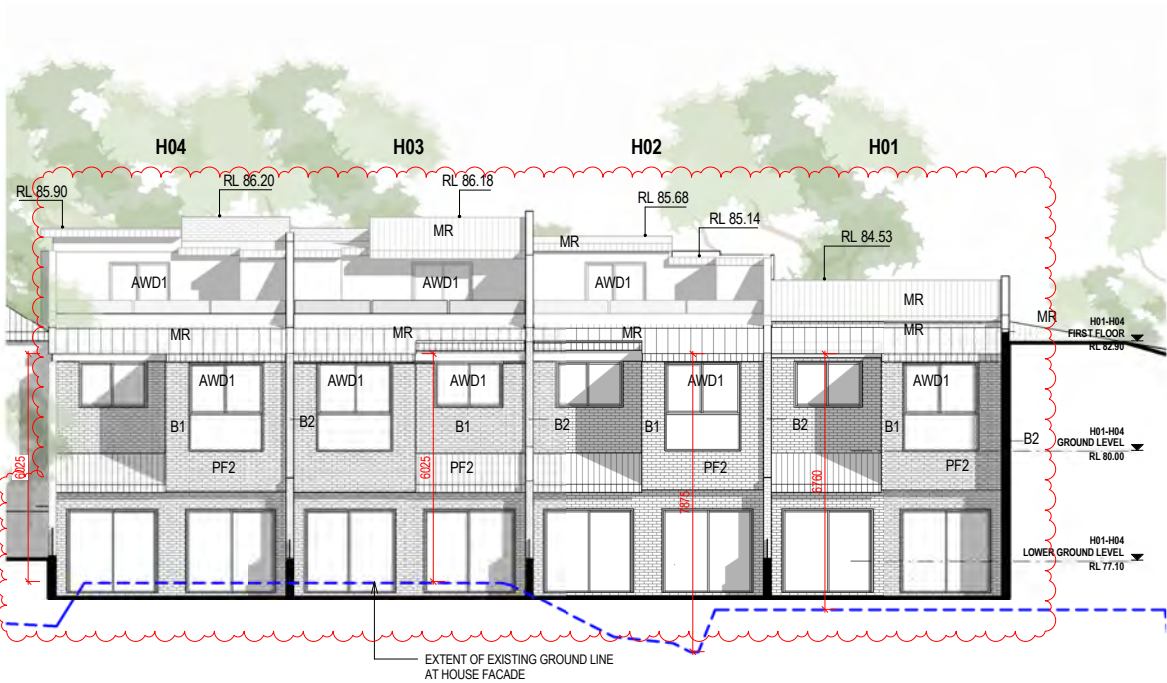 H04
H03
H02
H01
RL 85.90
RL 86.20
RL 86.18
RL 85.68
RL 85.14
RL 84.53
MR
MR
AWD1
AWD1
AWD1
MR
MR
MR
MR
MR
MR
H01-H04
FIRST FLOOR
RL 82.90
AWD1
AWD1
AWD1
AWD1
AWD1
B1
B2
B1
B2
B1
B2
B1
B2
H01-H04
GROUND LEVEL
RL 80.00
6025
PF2
6025
PF2
7875
PF2
6760
PF2
H01-H04
LOWER GROUND LEVEL
RL 77.10
EXTENT OF EXISTING GROUND LINE
AT HOUSE FACADE